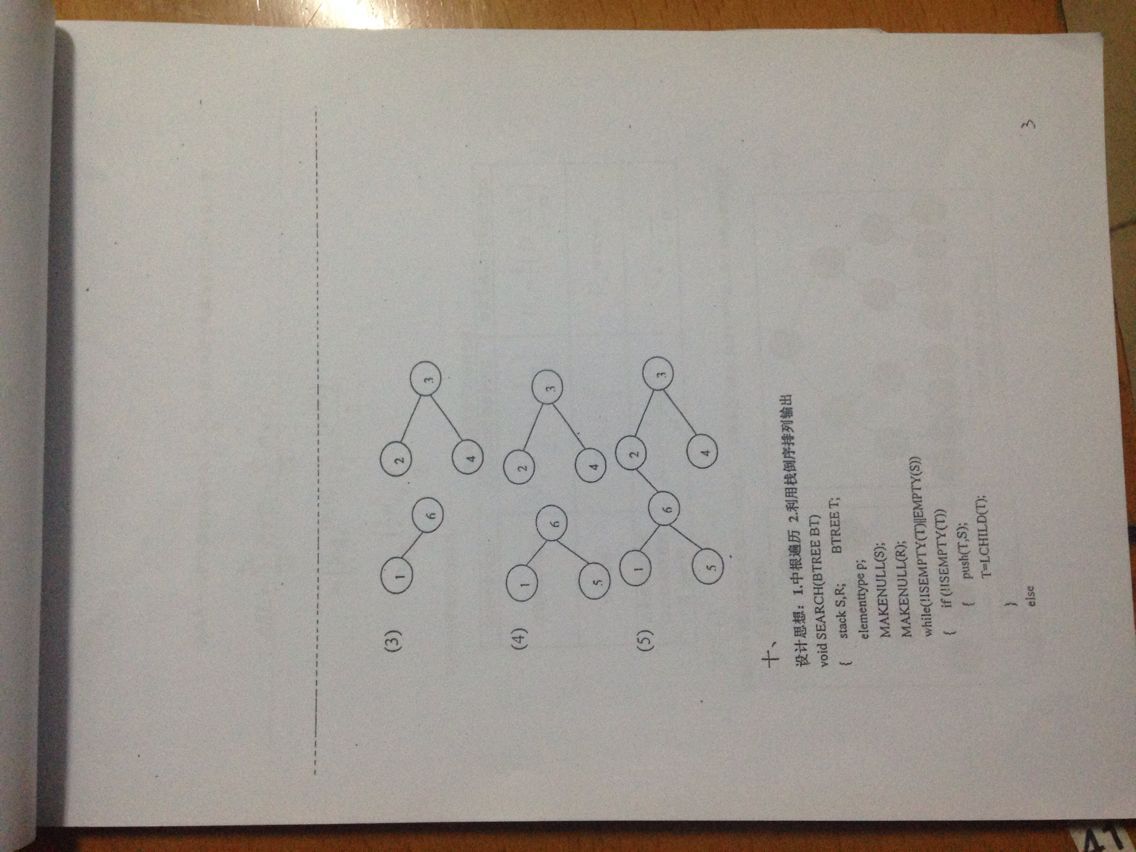 (3) 1 2
6 3
4
(4) 1 2
6 3
5 4
(5) 1 2
6 3
5 4
十、
设计思想：1.中根遍历 2.利用栈倒序排列输出
void SEARCH(BTREE BT)
{ stack S,R; BTREE T;
elementtype p;
MAKENULL(S);
MAKENULL(R);
while(!ISEMPTY(T)||EMPTY(S))
{ if (!ISEMPTY(T))
{ push(T,S);
T=LCHILD(T);
}
else
3
41